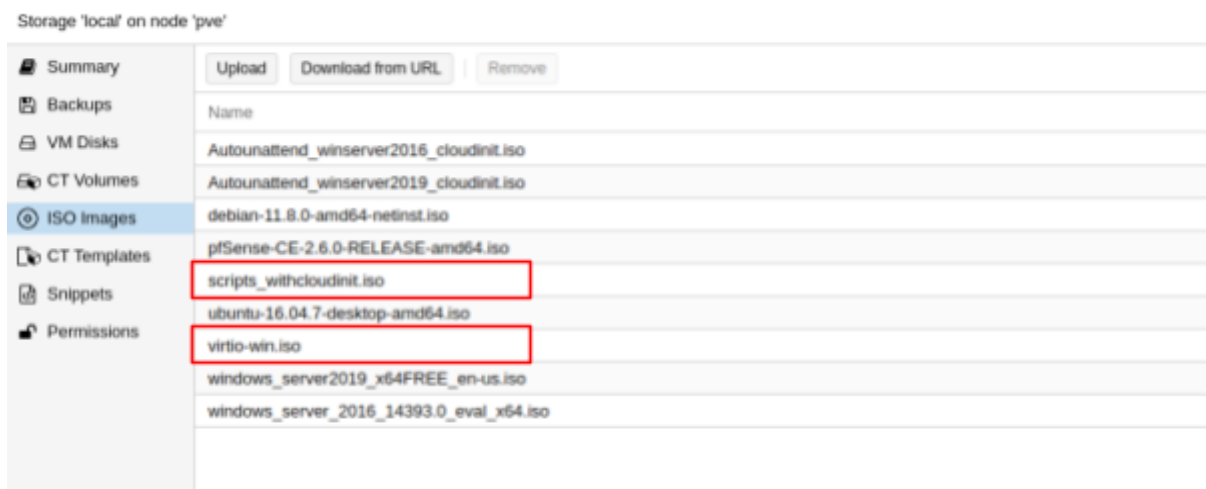 Storage 'local' on node 'pve'
Summary
Backups
VM Disks
CT Volumes
ISO Images
CT Templates
Snippets
Permissions
Upload Download from URL Remove
Name
Autounattend_winserver2016_cloudinit.iso
Autounattend_winserver2019_cloudinit.iso
debian-11.8.0-amd64-netinst.iso
pfSense-CE-2.6.0-RELEASE-amd64.iso
scripts_withcloudinit.iso
ubuntu-16.04.7-desktop-amd64.iso
virtio-win.iso
windows_server2019_x64FREE_en-us.iso
windows_server_2016_14393.0_eval_x64.iso